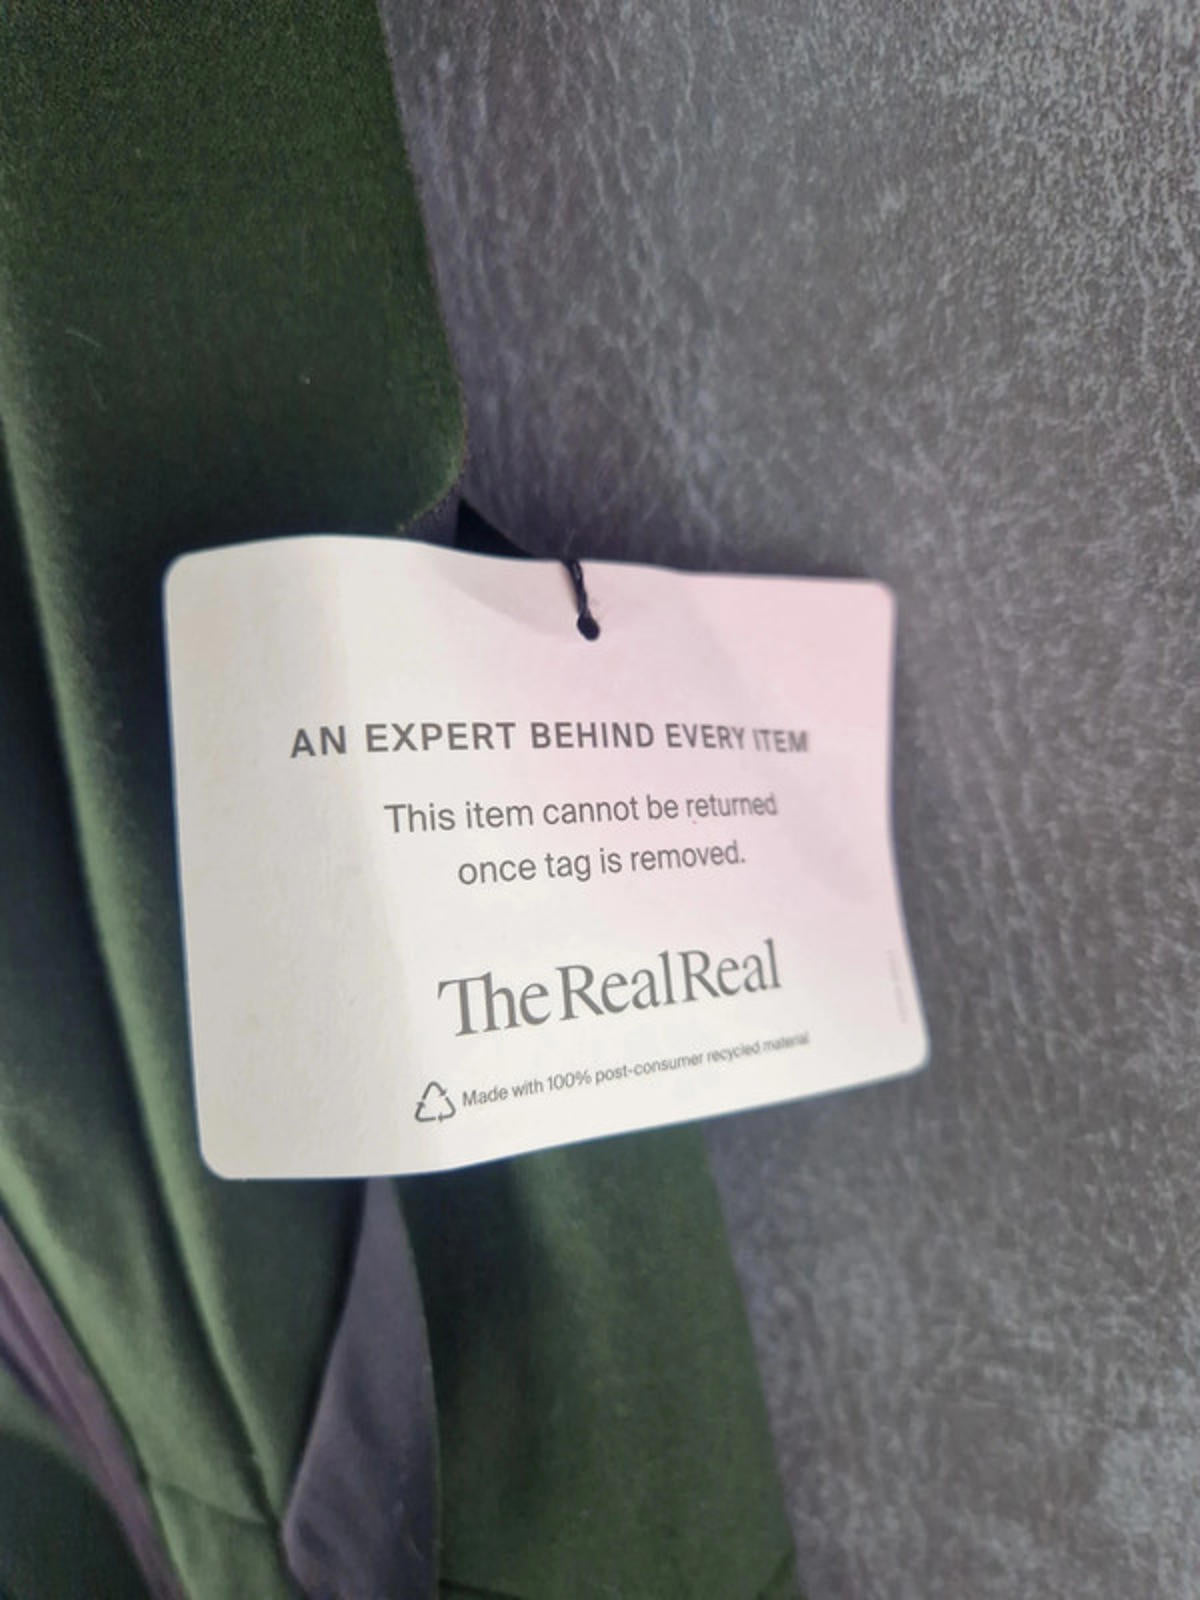 AN EXPERT BEHIND EVERY ITEM
This item cannot be returned
once tag is removed.
The RealReal
Made with 100% post-consumer recycled material